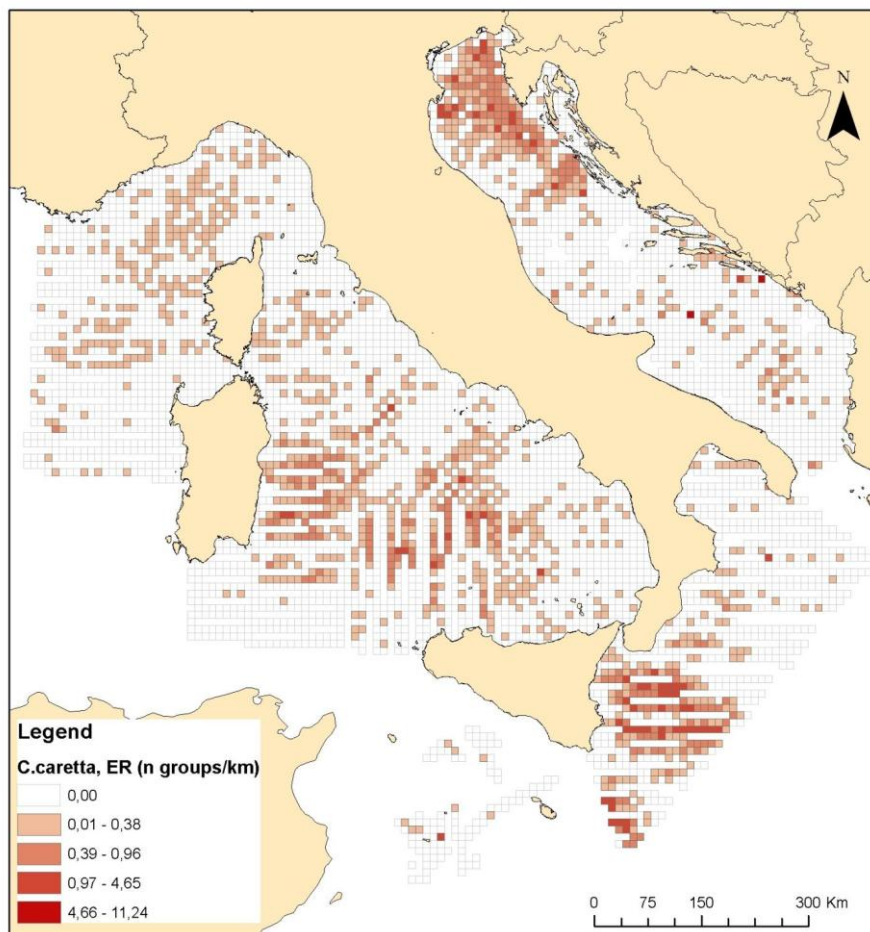 N
Legend
C.caretta, ER (n groups/km)
0,00
0,01 - 0,38
0,39 - 0,96
0,97 - 4,65
4,66 - 11,24
0 75 150 300 Km